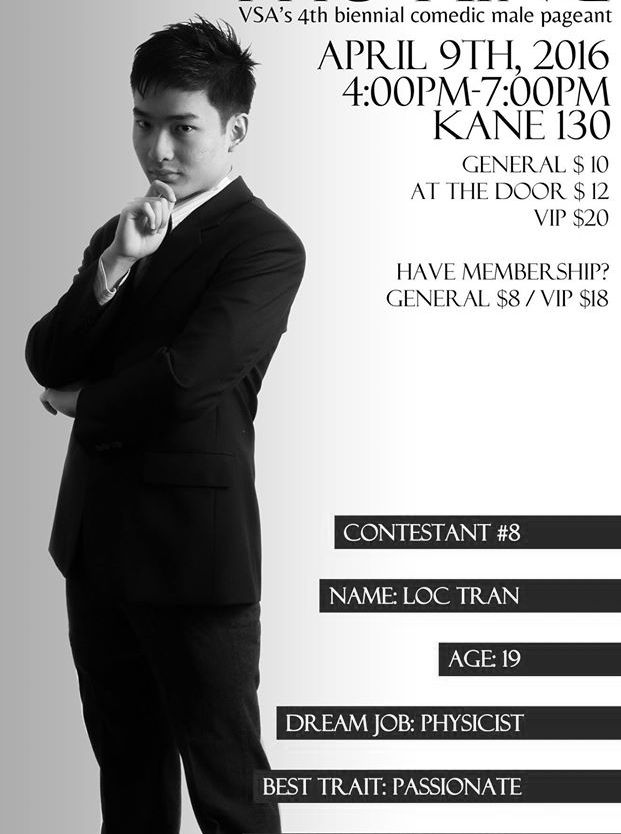 VSA's 4th biennial comedic male pageant
APRIL 9TH, 2016
4:00PM-7:00PM
KANE 130
GENERAL $ 10
AT THE DOOR $ 12
VIP $20
HAVE MEMBERSHIP?
GENERAL $8 / VIP $18
CONTESTANT #8
NAME: LOC TRAN
AGE: 19
DREAM JOB: PHYSICIST
BEST TRAIT: PASSIONATE